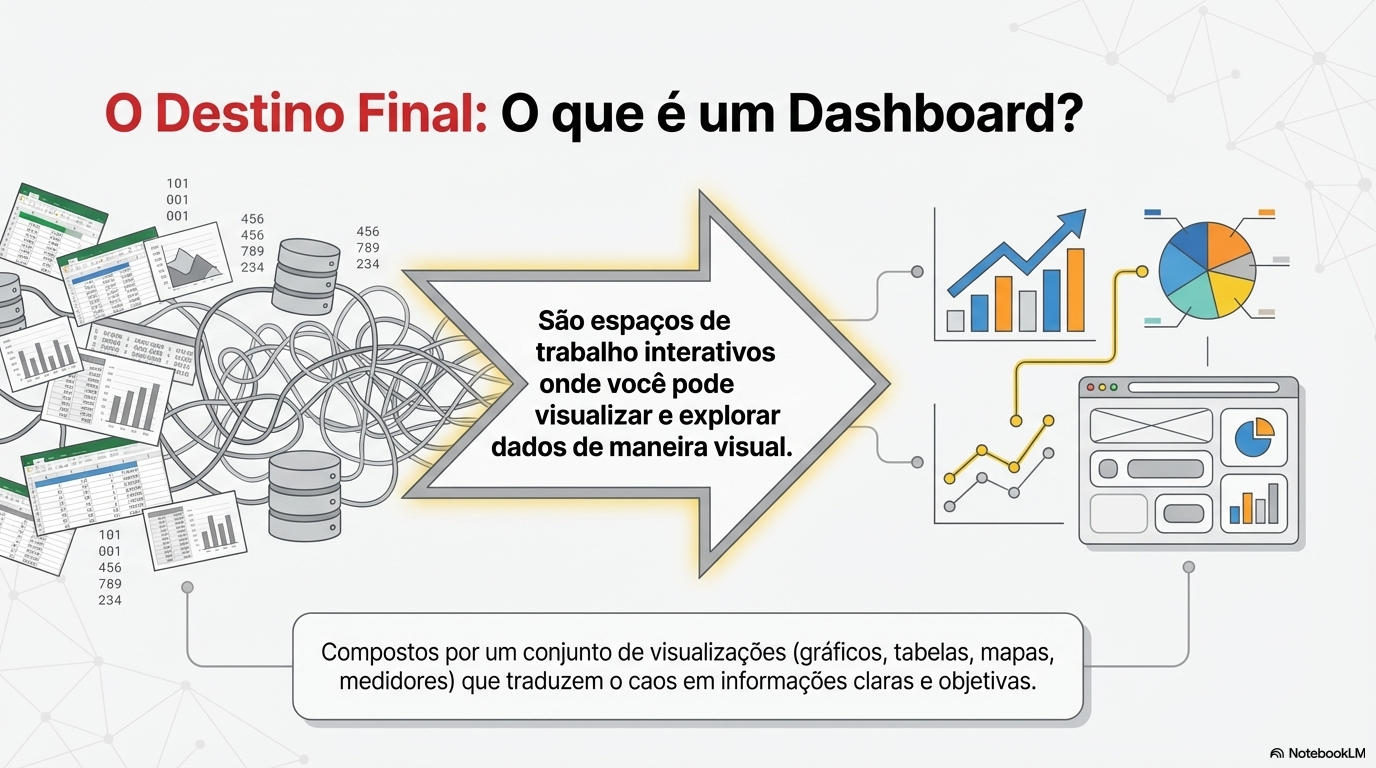 O Destino Final: O que é um Dashboard?
101
001
001
456
456
789
234
456
789
234
São espaços de
trabalho interativos
onde você pode
visualizar e explorar
dados de maneira visual.
101
001
456
789
234
Compostos por um conjunto de visualizações (gráficos, tabelas, mapas,
medidores) que traduzem o caos em informações claras e objetivas.
NotebookLM